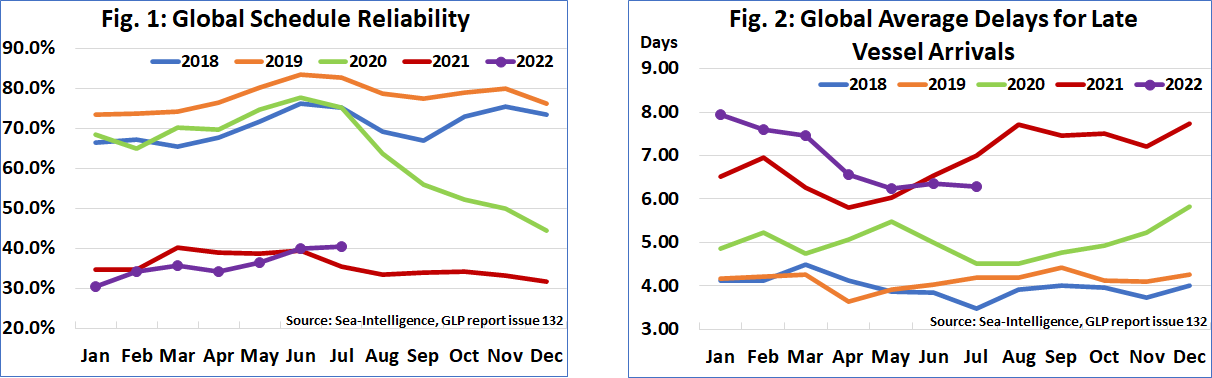 Fig. 1: Global Schedule Reliability
90.0%
2018 2019 2020 2021 2022
80.0%
70.0%
60.0%
50.0%
40.0%
30.0%
20.0%
Source: Sea-Intelligence, GLP report issue 132
Jan Feb Mar Apr May Jun Jul Aug Sep Oct Nov Dec
Fig. 2: Global Average Delays for Late
Vessel Arrivals
Days
9.00
2018 2019 2020 2021 2022
8.00
7.00
6.00
5.00
4.00
3.00
Source: Sea-Intelligence, GLP report issue 132
Jan Feb Mar Apr May Jun Jul Aug Sep Oct Nov Dec